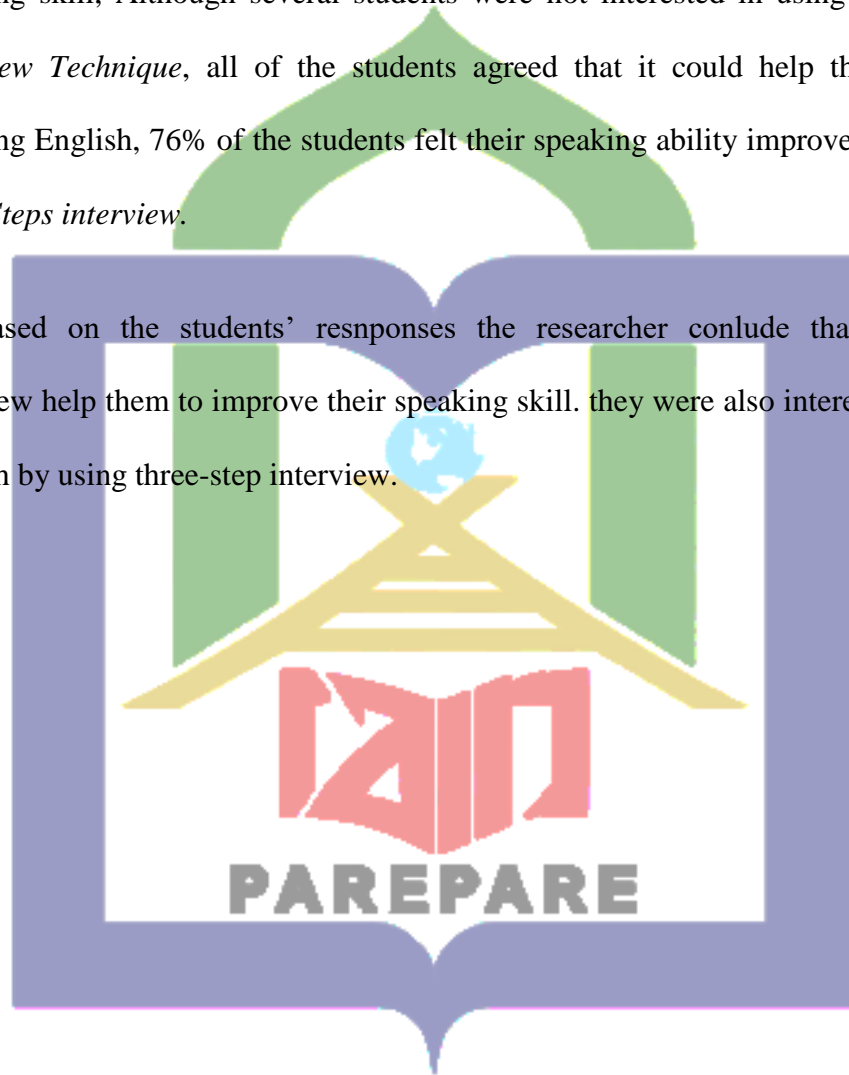 ng skill, Although several students were not interested in using
ew Technique, all of the students agreed that it could help th
ng English, 76% of the students felt their speaking ability improve
Steps interview.
ased on the students’ resnponses the researcher conlude tha
ew help them to improve their speaking skill. they were also intere
n by using three-step interview.
iain
PAREPARE